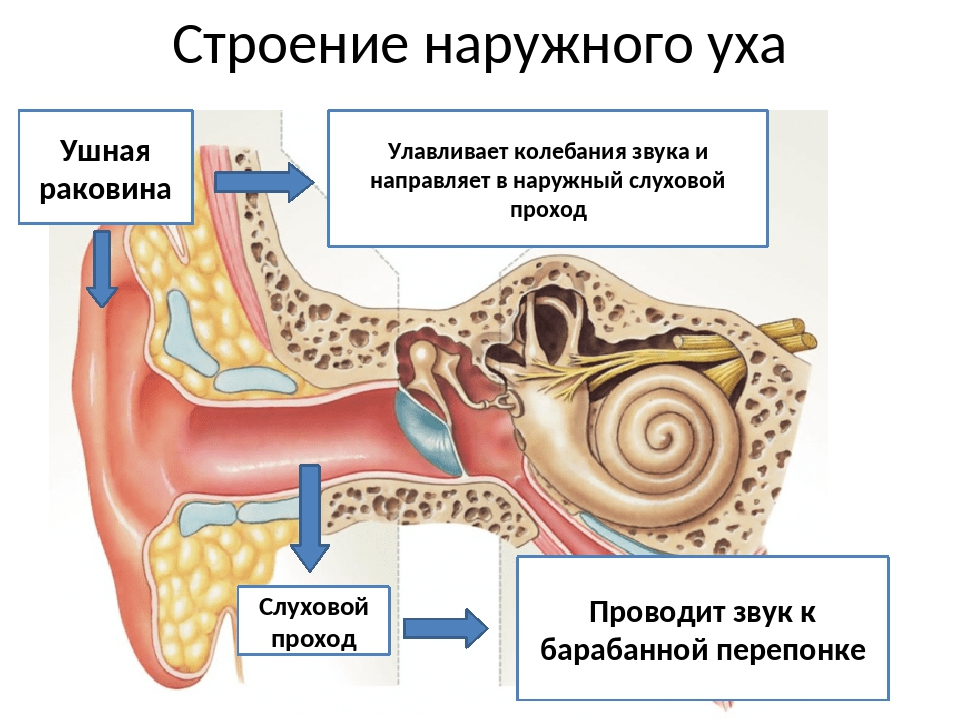 Строение наружного уха
Ушная
раковина
Улавливает колебания звука и
направляет в наружный слуховой
проход
Слуховой
проход
Проводит звук к
барабанной перепонке